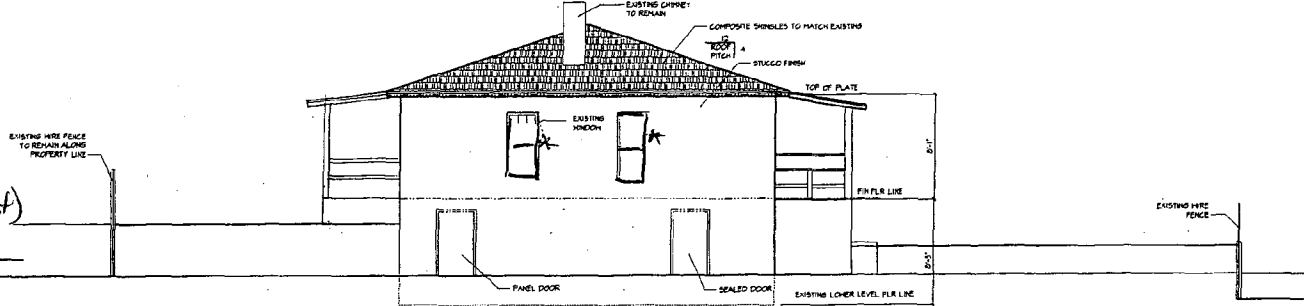 EXISTING CHIMNEY
TO REMAIN
COMPOSITE SHINGLES TO MATCH EXISTING
12
ROOF
PITCH
4
STUCCO FINISH
TOP OF PLATE
EXISTING
WINDOW
EXISTING WIRE FENCE
TO REMAIN ALONG
PROPERTY LINE
8'-1"
FIN FLR LINE
EXISTING WIRE
FENCE
PANEL DOOR
SEALED DOOR
EXISTING LOWER LEVEL FLR LINE